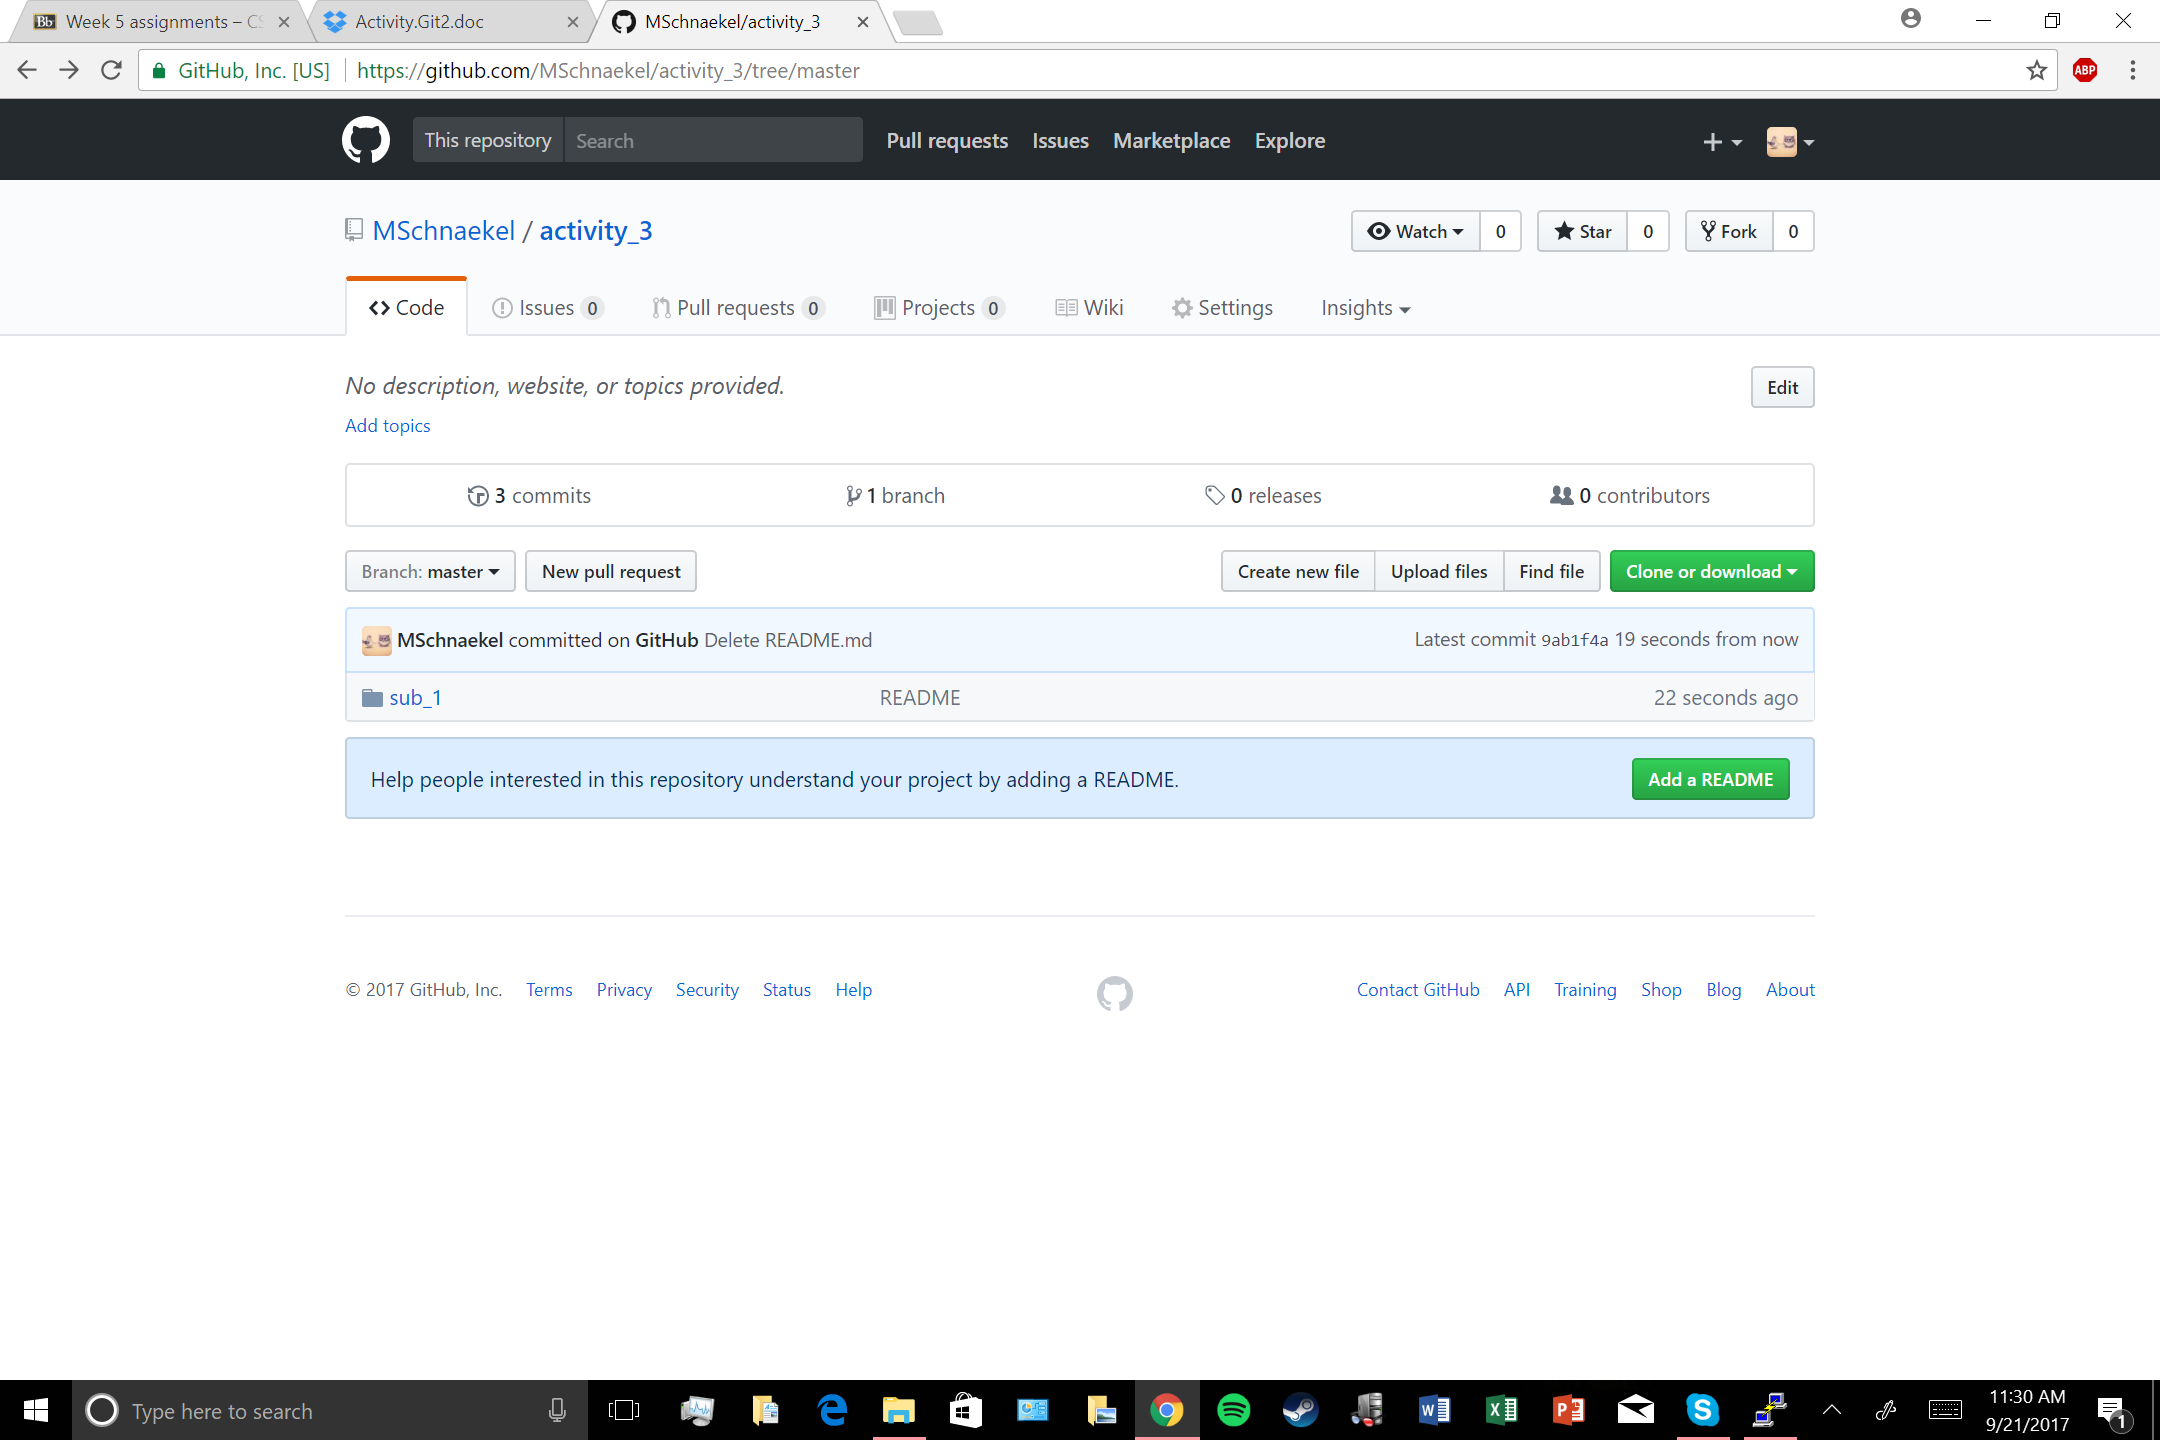 Week 5 assignments – CS
Activity.Git2.doc
MSchnaekel/activity_3
GitHub, Inc. [US]
https://github.com/MSchnaekel/activity_3/tree/master
ABP
This repository
Search
Pull requests
Issues
Marketplace
Explore
MSchnaekel / activity_3
Watch 0
Star 0
Fork 0
Code
Issues 0
Pull requests 0
Projects 0
Wiki
Settings
Insights
No description, website, or topics provided.
Edit
Add topics
3 commits
1 branch
0 releases
0 contributors
Branch: master
New pull request
Create new file
Upload files
Find file
Clone or download
MSchnaekel committed on GitHub Delete README.md
Latest commit 9ab1f4a 19 seconds from now
sub_1
README
22 seconds ago
Help people interested in this repository understand your project by adding a README.
Add a README
© 2017 GitHub, Inc.
Terms
Privacy
Security
Status
Help
Contact GitHub
API
Training
Shop
Blog
About
Type here to search
11:30 AM
9/21/2017
1